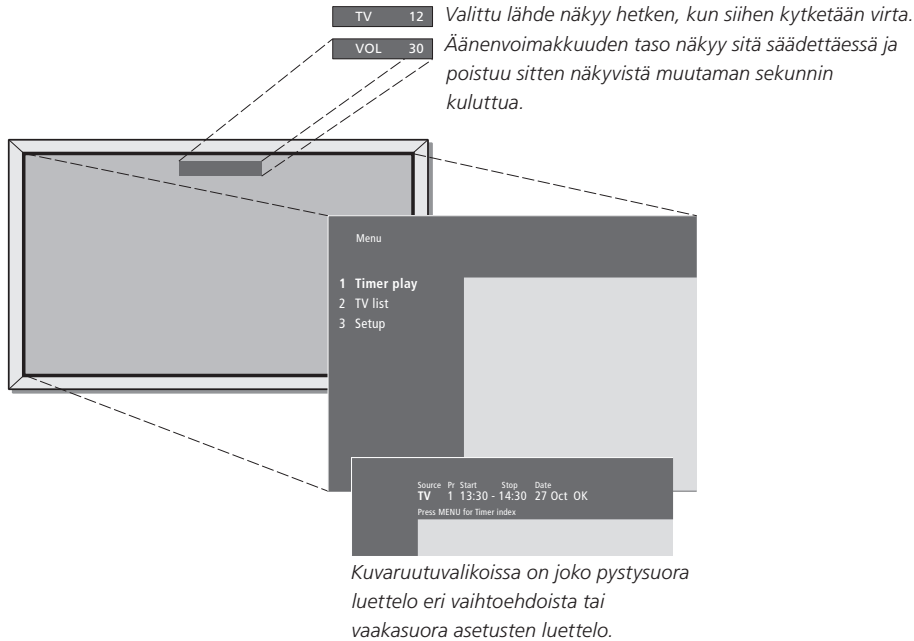 TV 12
Valittu lähde näkyy hetken, kun siihen kytketään virta.
VOL 30
Äänenvoimakkuuden taso näkyy sitä säädettäessä ja
poistuu sitten näkyvistä muutaman sekunnin
kuluttua.
Menu
1 Timer play
2 TV list
3 Setup
Source Pr Start Stop Date
TV 1 13:30 - 14:30 27 Oct OK
Press MENU for Timer index
Kuvaruutuvalikoissa on joko pystysuora
luettelo eri vaihtoehdoista tai
vaakasuora asetusten luettelo.